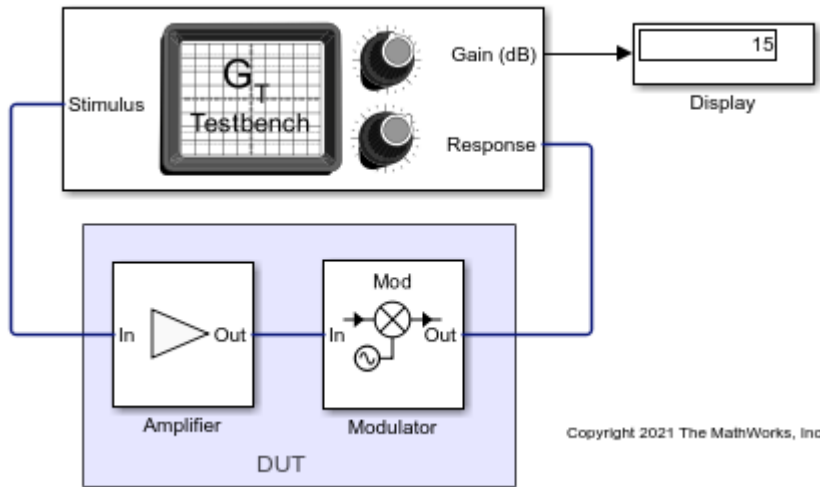 Stimulus
G_T
Testbench
Gain (dB)
Response
15
Display
In
Out
Amplifier
Mod
In
Out
Modulator
DUT
Copyright 2021 The MathWorks, Inc